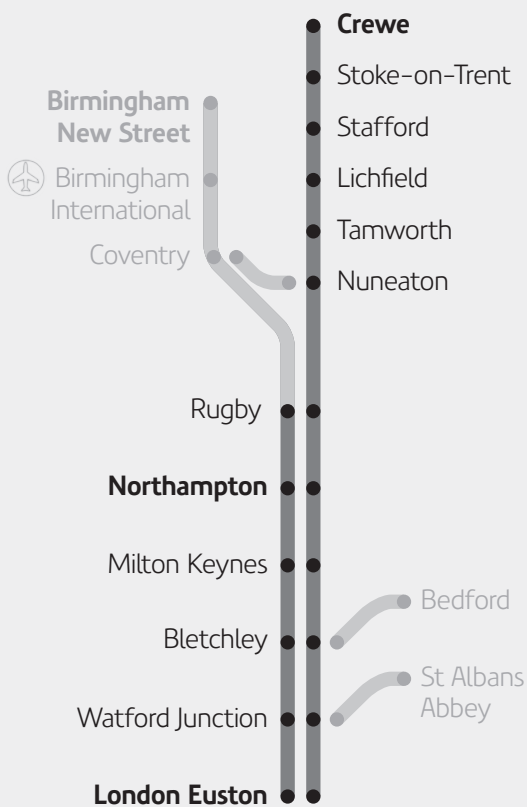 Crewe
Stoke-on-Trent
Birmingham
New Street
Stafford
Birmingham
International
Lichfield
Tamworth
Coventry
Nuneaton
Rugby
Northampton
Milton Keynes
Bedford
Bletchley
St Albans
Abbey
Watford Junction
London Euston